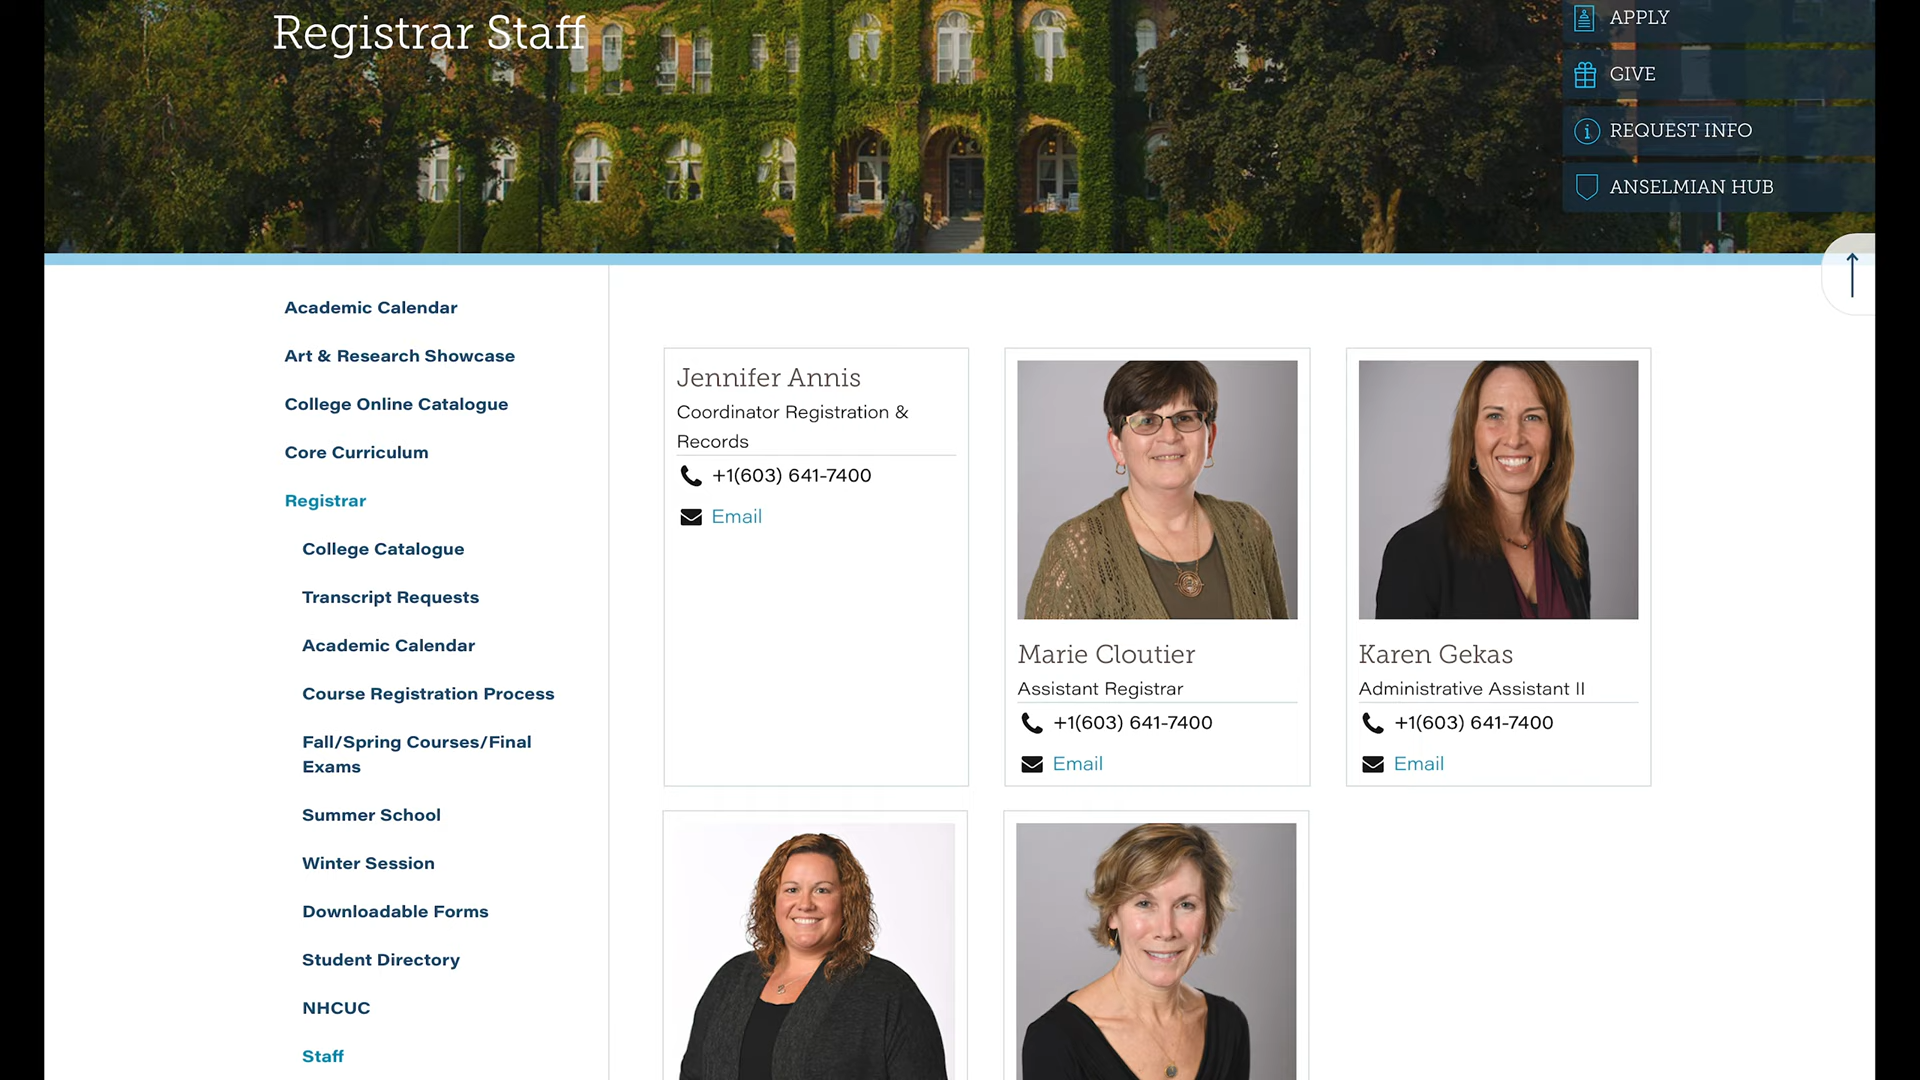 Registrar Staff
APPLY
GIVE
REQUEST INFO
ANSELMIAN HUB
Academic Calendar
Art & Research Showcase
College Online Catalogue
Core Curriculum
Registrar
College Catalogue
Transcript Requests
Academic Calendar
Course Registration Process
Fall/Spring Courses/Final
Exams
Summer School
Winter Session
Downloadable Forms
Student Directory
NHCUC
Staff
Jennifer Annis
Coordinator Registration &
Records
+1(603) 641-7400
Email
Marie Cloutier
Assistant Registrar
+1(603) 641-7400
Email
Karen Gekas
Administrative Assistant II
+1(603) 641-7400
Email